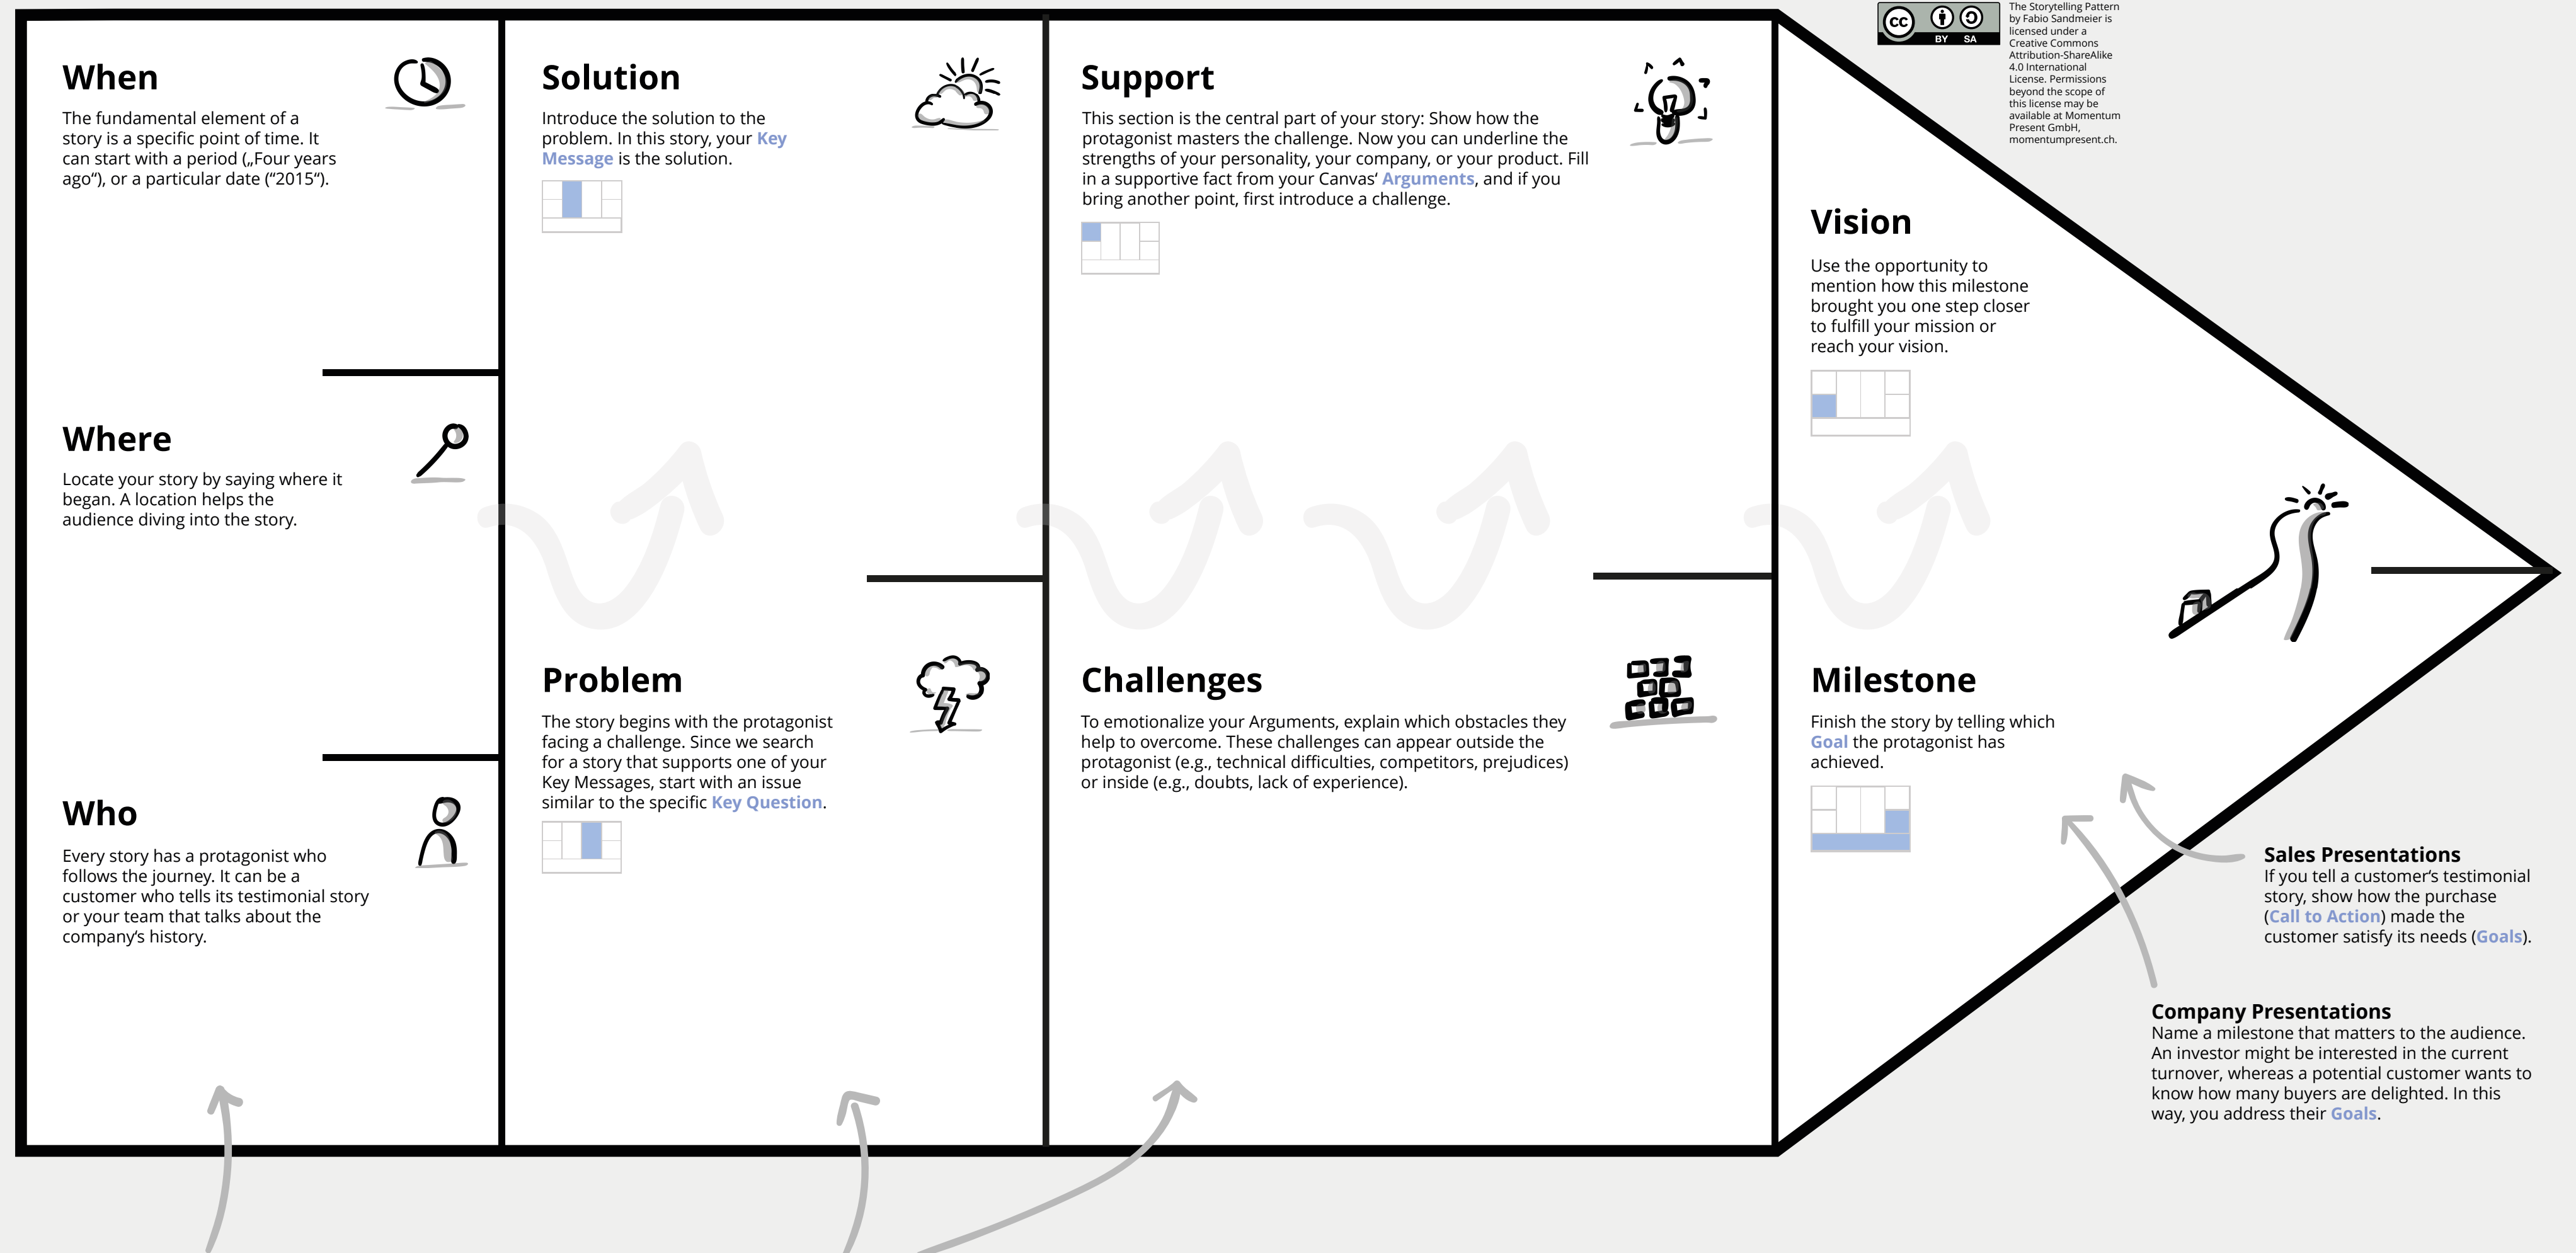 When
The fundamental element of a
story is a specific point of time. It
can start with a period („Four years
ago“), or a particular date (“2015“).
Where
Locate your story by saying where it
began. A location helps the
audience diving into the story.
Who
Every story has a protagonist who
follows the journey. It can be a
customer who tells its testimonial story
or your team that talks about the
company‘s history.
Solution
Introduce the solution to the
problem. In this story, your Key
Message is the solution.
Problem
The story begins with the protagonist
facing a challenge. Since we search
for a story that supports one of your
Key Messages, start with an issue
similar to the specific Key Question.
Support
This section is the central part of your story: Show how the
protagonist masters the challenge. Now you can underline the
strengths of your personality, your company, or your product. Fill
in a supportive fact from your Canvas‘ Arguments, and if you
bring another point, first introduce a challenge.
Challenges
To emotionalize your Arguments, explain which obstacles they
help to overcome. These challenges can appear outside the
protagonist (e.g., technical difficulties, competitors, prejudices)
or inside (e.g., doubts, lack of experience).
Vision
Use the opportunity to
mention how this milestone
brought you one step closer
to fulfill your mission or
reach your vision.
Milestone
Finish the story by telling which
Goal the protagonist has
achieved.
cc
BY SA
The Storytelling Pattern
by Fabio Sandmeier is
licensed under a
Creative Commons
Attribution-ShareAlike
4.0 International
License. Permissions
beyond the scope of
this license may be
available at Momentum
Present GmbH,
momentumpresent.ch.
Sales Presentations
If you tell a customer‘s testimonial
story, show how the purchase
(Call to Action) made the
customer satisfy its needs (Goals).
Company Presentations
Name a milestone that matters to the audience.
An investor might be interested in the current
turnover, whereas a potential customer wants to
know how many buyers are delighted. In this
way, you address their Goals.